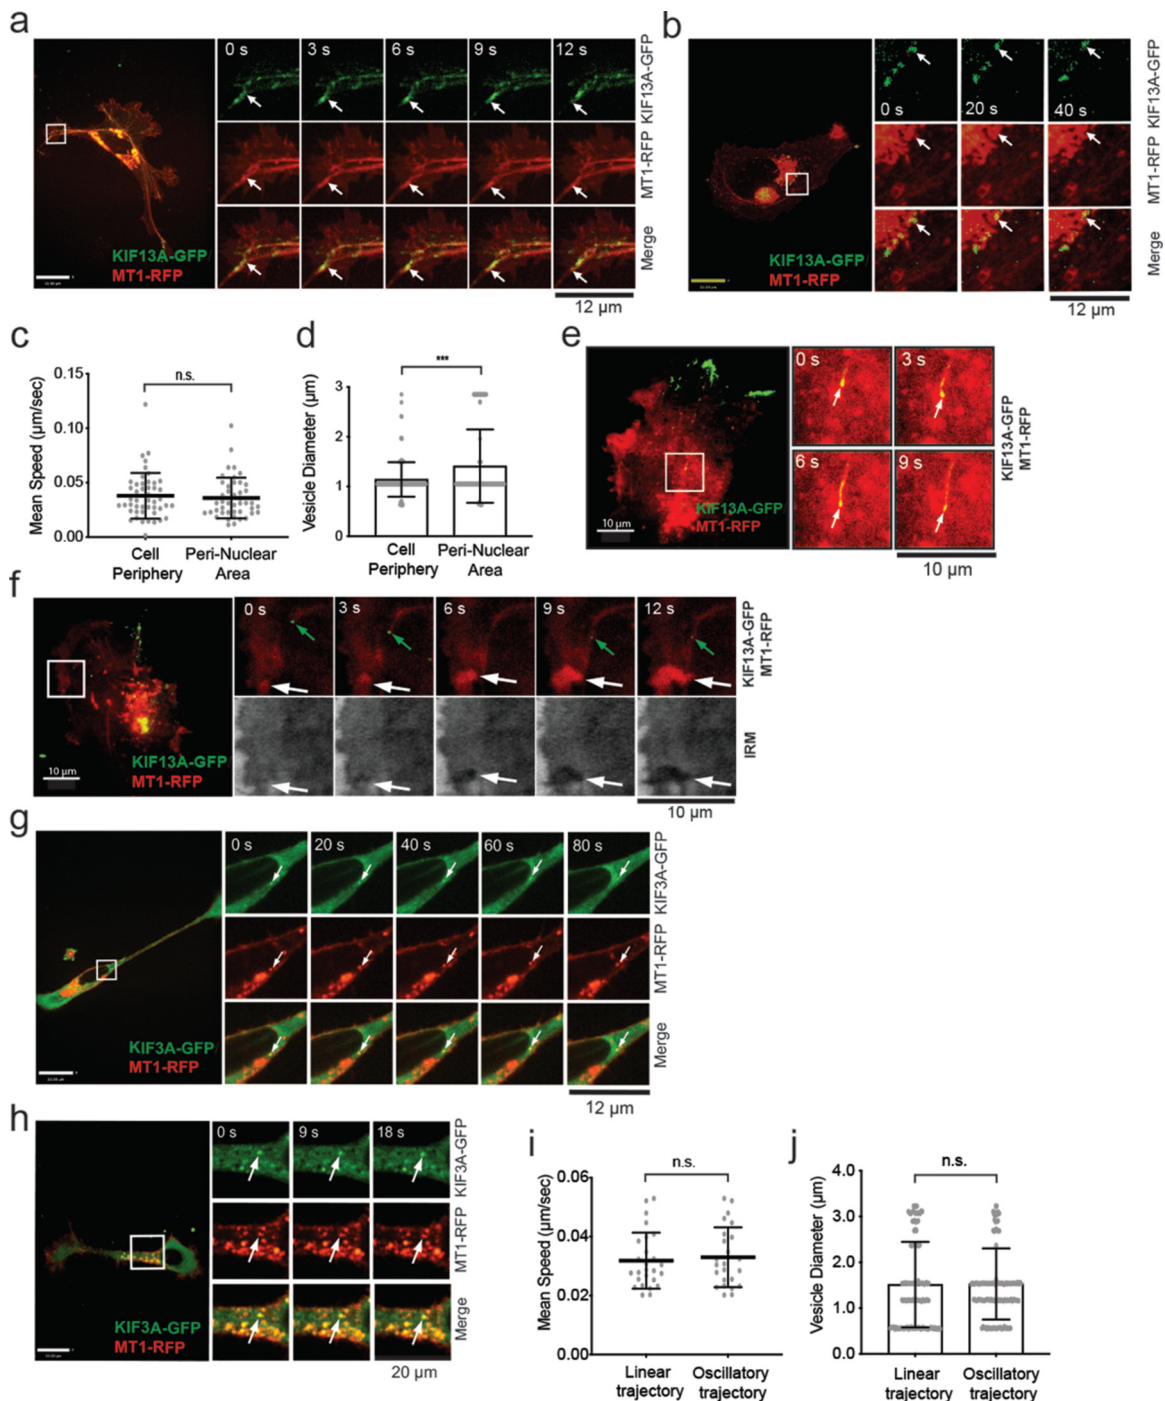 a
0 s
3 s
6 s
9 s
12 s
KIF13A-GFP
MT1-RFP
Merge
KIF13A-GFP
MT1-RFP
12 µm
b
0 s
20 s
40 s
KIF13A-GFP
MT1-RFP
Merge
KIF13A-GFP
MT1-RFP
12 µm
c
n.s.
Mean Speed (µm/sec)
0.15
0.10
0.05
0.00
Cell Periphery
Peri-Nuclear Area
d
***
Vesicle Diameter (µm)
3
2
1
0
Cell Periphery
Peri-Nuclear Area
e
0 s
3 s
6 s
9 s
KIF13A-GFP
MT1-RFP
KIF13A-GFP
MT1-RFP
10 µm
10 µm
f
0 s
3 s
6 s
9 s
12 s
KIF13A-GFP
MT1-RFP
IRM
KIF13A-GFP
MT1-RFP
10 µm
10 µm
g
0 s
20 s
40 s
60 s
80 s
KIF3A-GFP
MT1-RFP
Merge
KIF3A-GFP
MT1-RFP
12 µm
h
0 s
9 s
18 s
KIF3A-GFP
MT1-RFP
Merge
KIF3A-GFP
MT1-RFP
20 µm
i
n.s.
Mean Speed (µm/sec)
0.06
0.04
0.02
0.00
Linear trajectory
Oscillatory trajectory
j
n.s.
Vesicle Diameter (µm)
4.0
3.0
2.0
1.0
0.0
Linear trajectory
Oscillatory trajectory